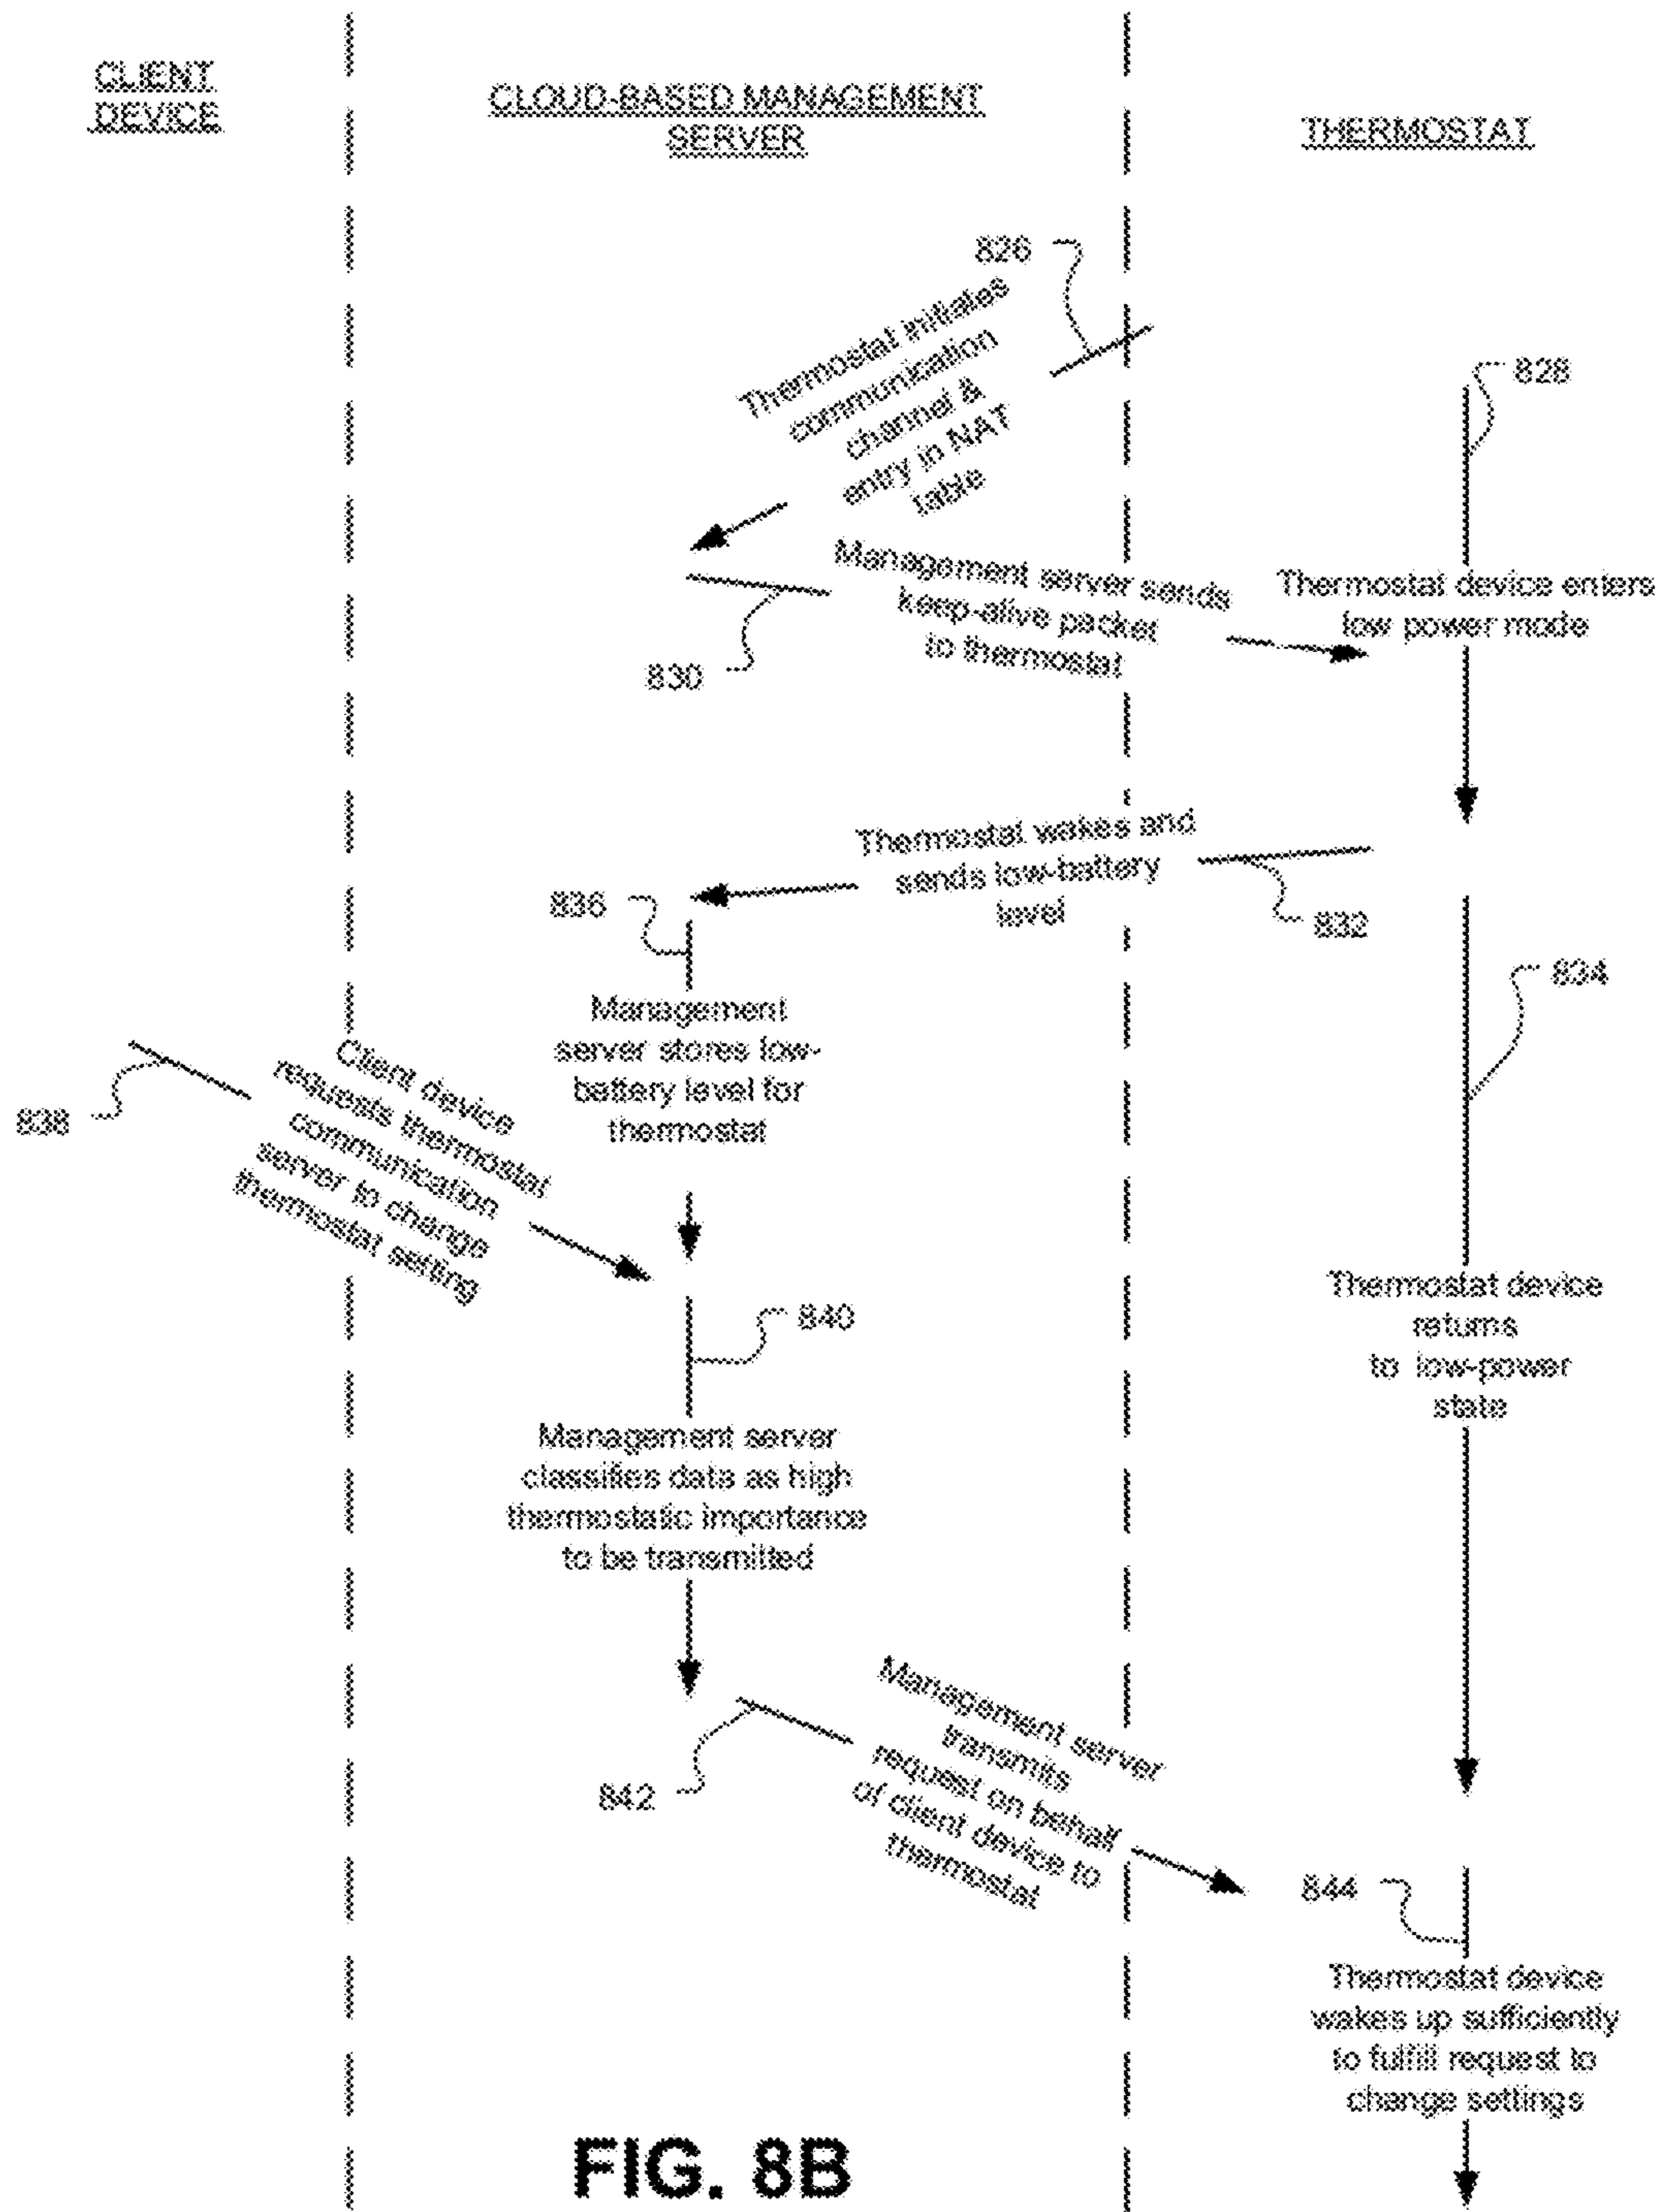 CLIENT
DEVICE
CLOUD-BASED MANAGEMENT
SERVER
THERMOSTAT
826
Thermostat initiates
communication
channel &
entry in NAT
table
828
Management server sends
keep-alive packet
to thermostat
830
Thermostat device enters
low power mode
Thermostat wakes and
sends low-battery
level
832
836
834
Management
server stores low-
battery level for
thermostat
838
Client device
requests thermostat
communication
server to change
thermostat setting
840
Thermostat device
returns
to low-power
state
Management server
classifies data as high
thermostatic importance
to be transmitted
842
Management server
transmits
request on behalf
of client device to
thermostat
844
Thermostat device
wakes up sufficiently
to fulfill request to
change settings
FIG. 8B